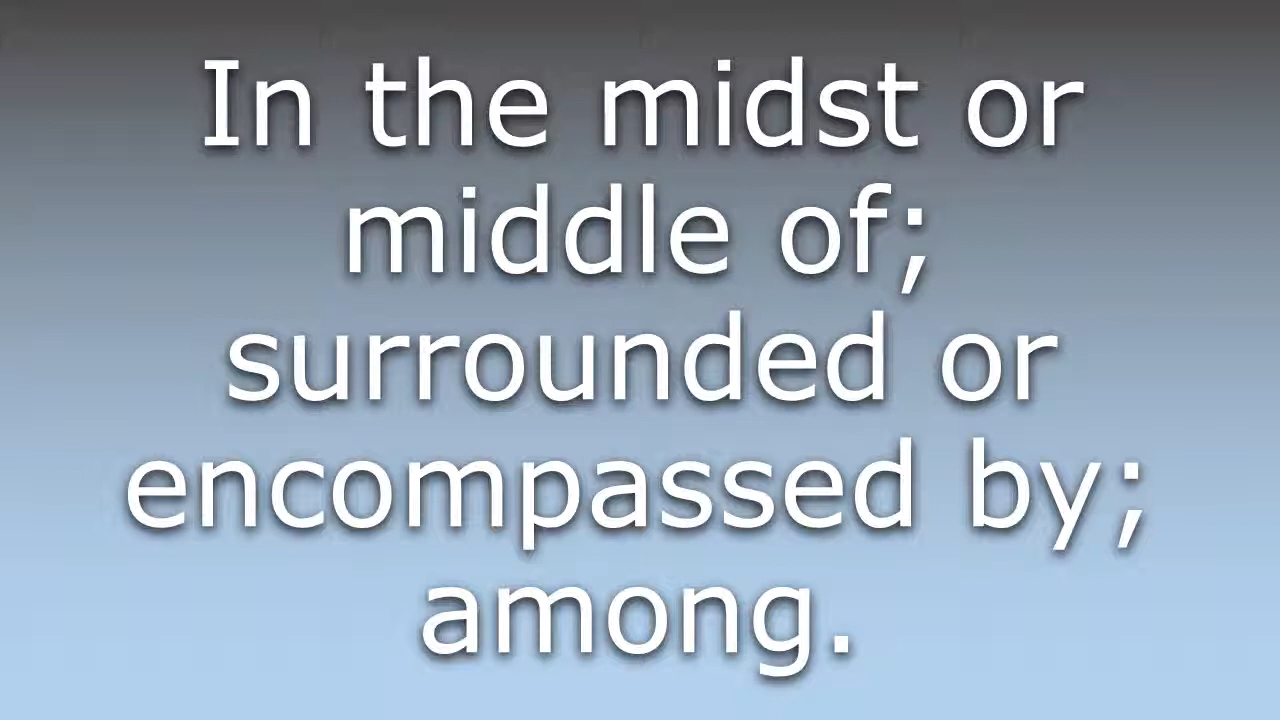 In the midst or
middle of;
surrounded or
encompassed by;
among.